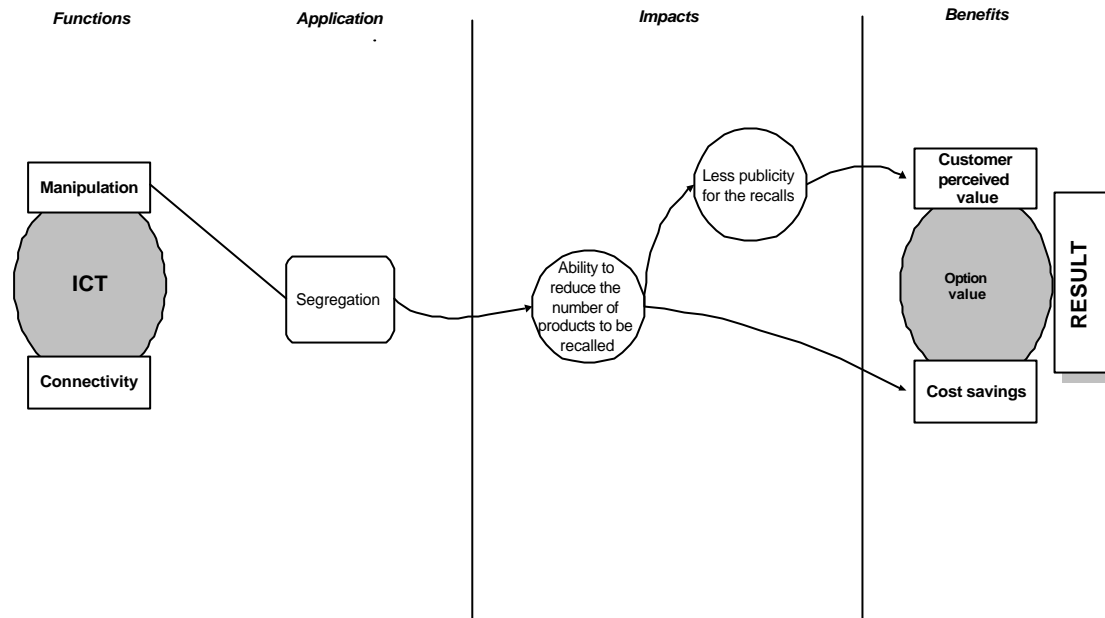 Functions
Application
Impacts
Benefits
Manipulation
ICT
Connectivity
Segregation
Ability to
reduce the
number of
products to be
recalled
Less publicity
for the recalls
Customer
perceived
value
Option
value
Cost savings
RESULT